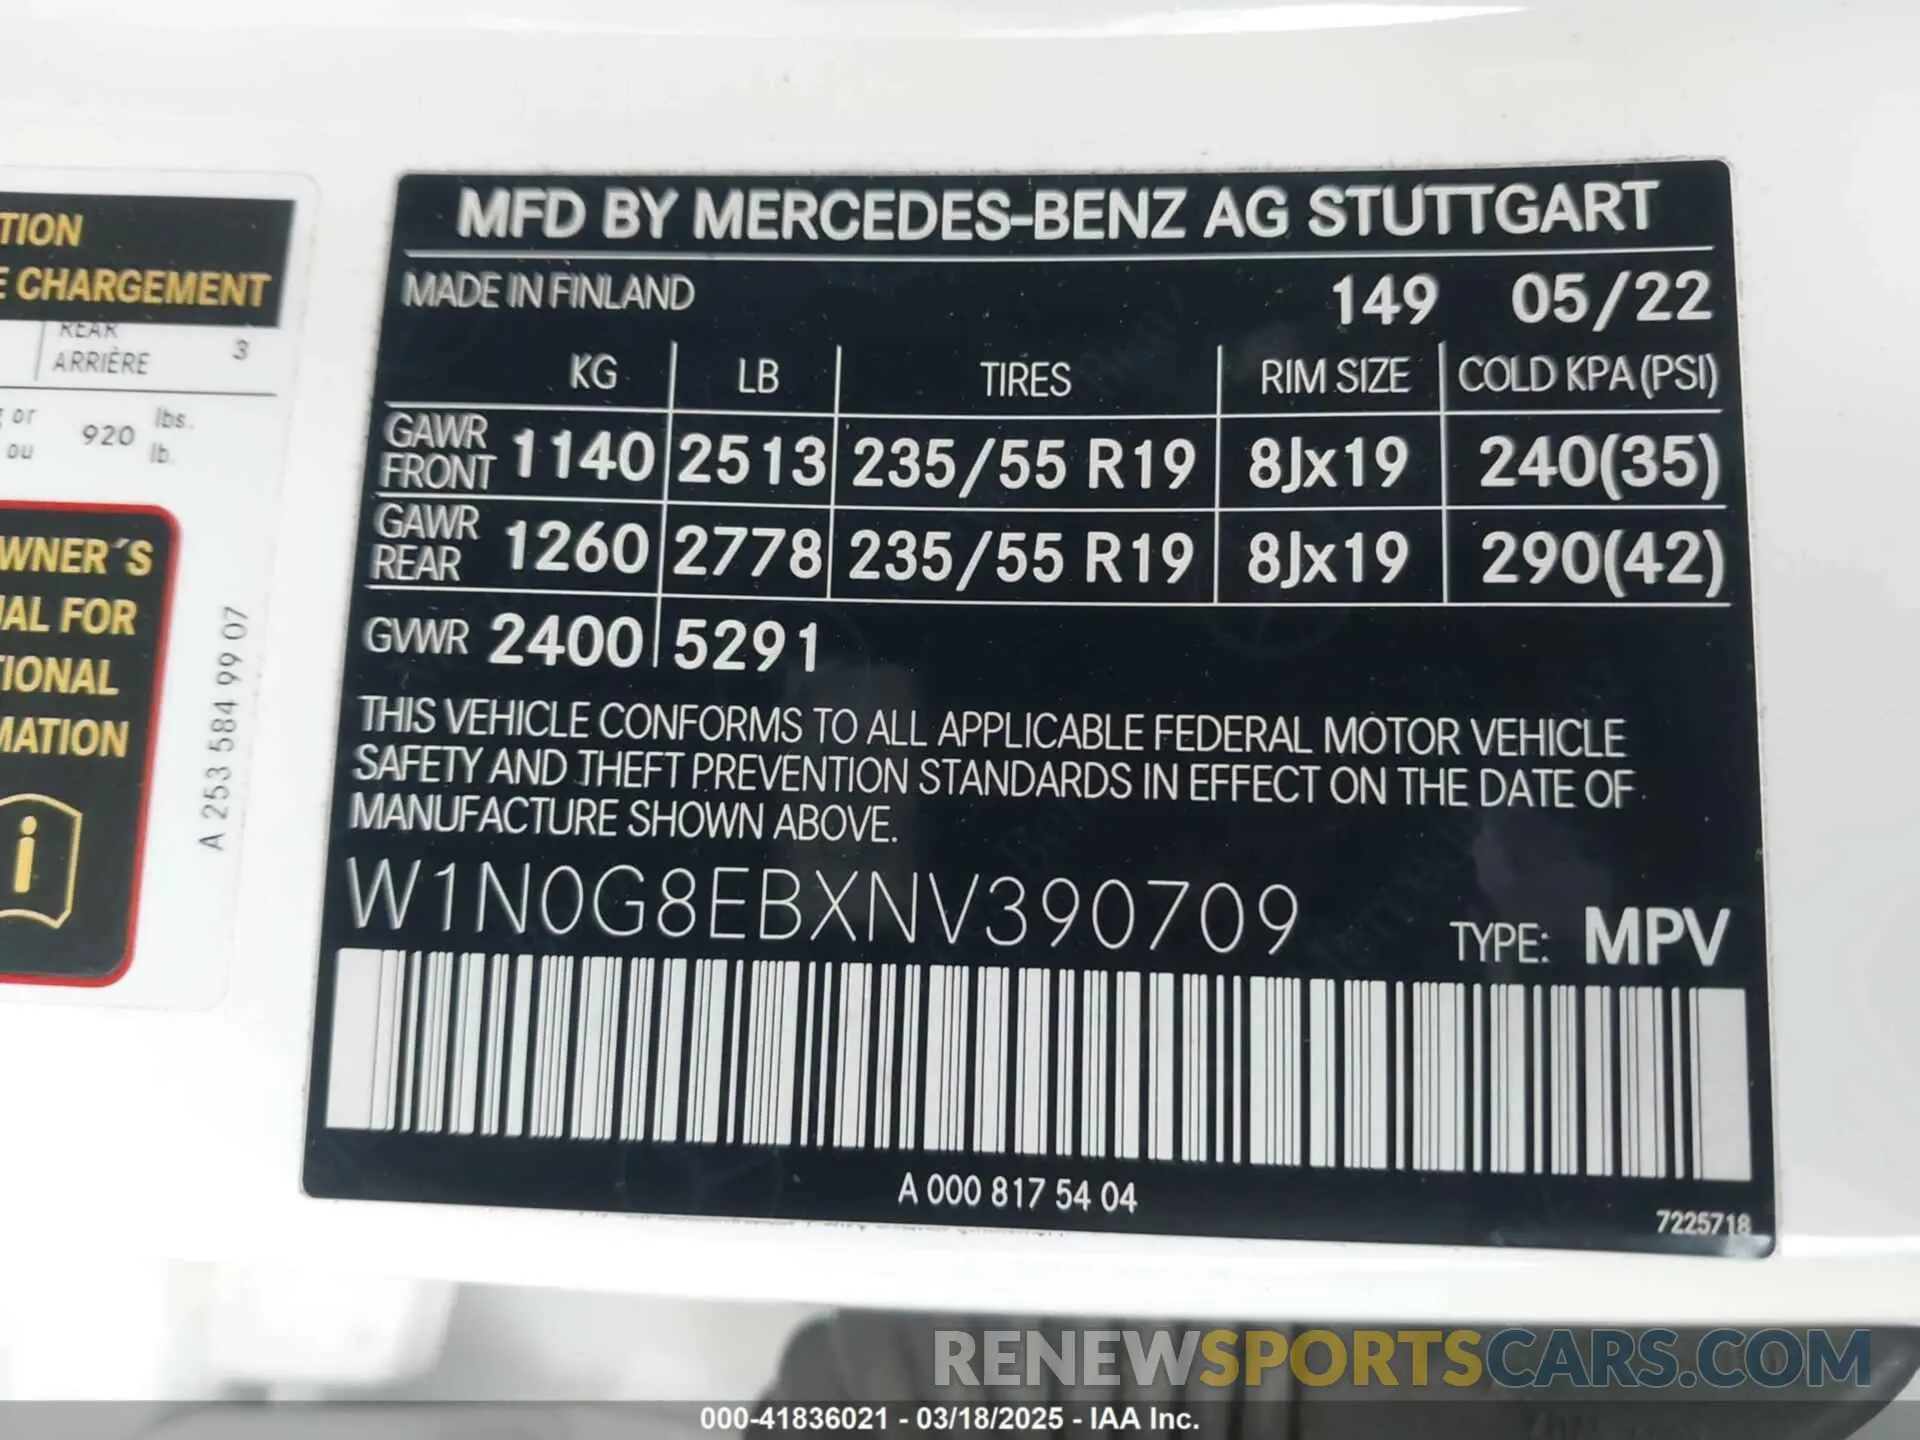 TION
E CHARGEMENT
REAR
ARRIÈRE 3
or 920 lbs.
ou lb.
WNER´S
UAL FOR
TIONAL
MATION
A 253 584 99 07
MFD BY MERCEDES-BENZ AG STUTTGART
MADE IN FINLAND 149 05/22
KG LB TIRES RIM SIZE COLD KPA (PSI)
GAWR
FRONT 1140 2513 235/55 R19 8Jx19 240(35)
GAWR
REAR 1260 2778 235/55 R19 8Jx19 290(42)
GVWR 2400 5291
THIS VEHICLE CONFORMS TO ALL APPLICABLE FEDERAL MOTOR VEHICLE
SAFETY AND THEFT PREVENTION STANDARDS IN EFFECT ON THE DATE OF
MANUFACTURE SHOWN ABOVE.
W1N0G8EBXNV390709 TYPE: MPV
A 000 817 54 04
7225718
RENEWSPORTSCARS.COM
000-41836021 - 03/18/2025 - IAA Inc.